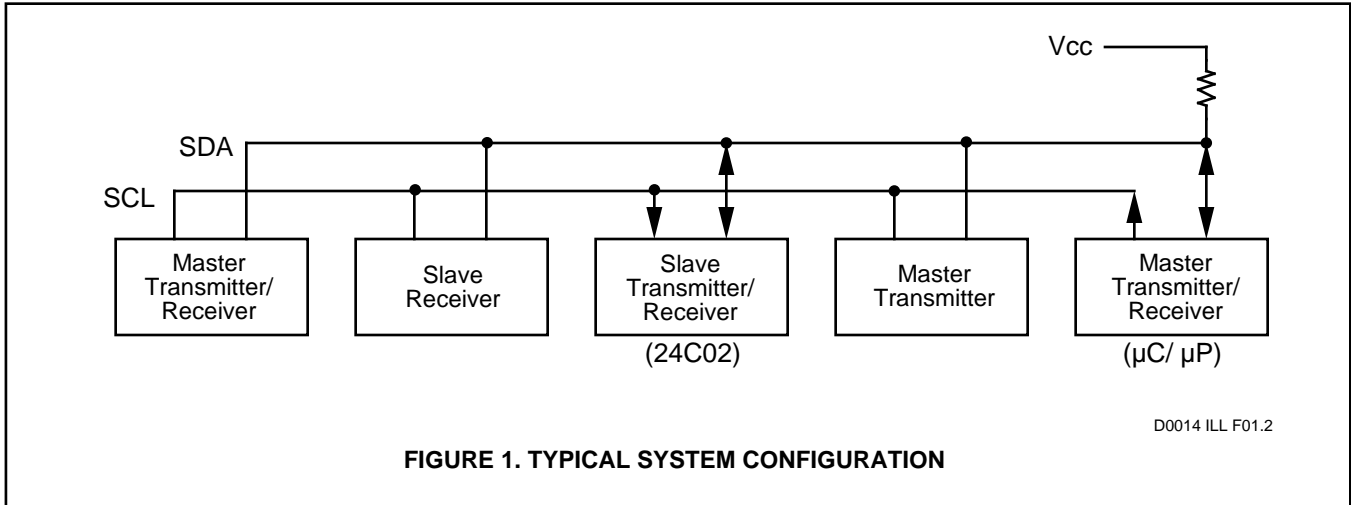 Vcc
SDA
SCL
Master
Transmitter/
Receiver
Slave
Receiver
Slave
Transmitter/
Receiver
(24C02)
Master
Transmitter
Master
Transmitter/
Receiver
(µC/ µP)
D0014 ILL F01.2
FIGURE 1. TYPICAL SYSTEM CONFIGURATION